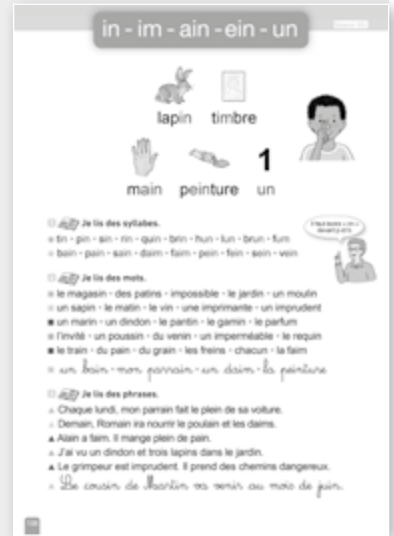 in - im - ain - ein - un
lapin timbre
1
main peinture un
Je lis des syllabes.
tin - pin - sin - rin - quin - brin - hun - lun - brun - fum
bain - pain - sain - daim - faim - pein - fein - sein - vein
Je lis des mots.
le magasin - des patins - impossible - le jardin - un moulin
un sapin - le matin - le vin - une imprimante - un imprudent
un marin - un dindon - le pantin - le gamin - le parfum
l'invité - un poussin - du venin - un imperméable - le requin
le train - du pain - du grain - les freins - chacun - la faim
un bain - mon parrain - un daim - la peinture
Je lis des phrases.
Chaque lundi, mon parrain fait le plein de sa voiture.
Demain, Romain ira nourrir le poulain et les daims.
Alain a faim. Il mange plein de pain.
J'ai vu un dindon et trois lapins dans le jardin.
Le grimpeur est imprudent. Il prend des chemins dangereux.
Le cousin de Martin va venir au mois de juin.